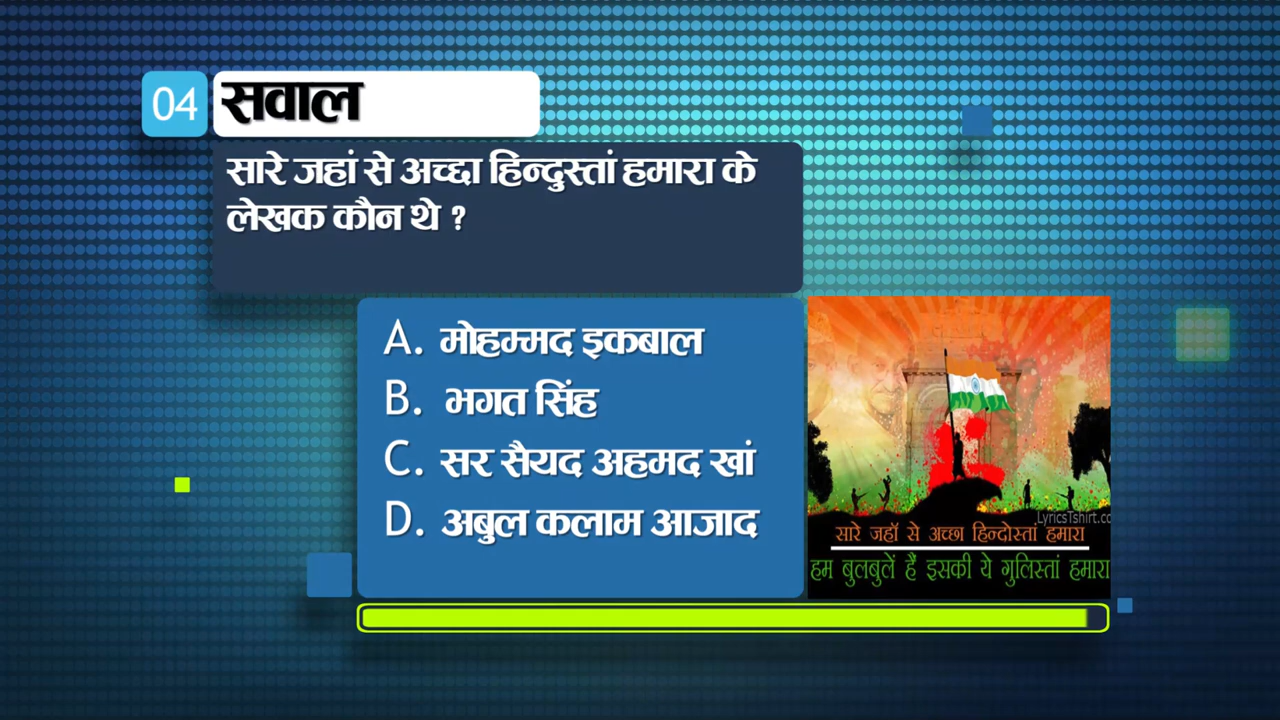 04 सवाल
सारे जहां से अच्छा हिन्दुस्तां हमारा के
लेखक कौन थे ?
A. मोहम्मद इकबाल
B. भगत सिंह
C. सर सैयद अहमद खां
D. अबुल कलाम आजाद
LyricsTshirt.co
सारे जहाँ से अच्छा हिन्दोस्तां हमारा
हम बुलबुलें हैं इसकी ये गुलिस्तां हमारा